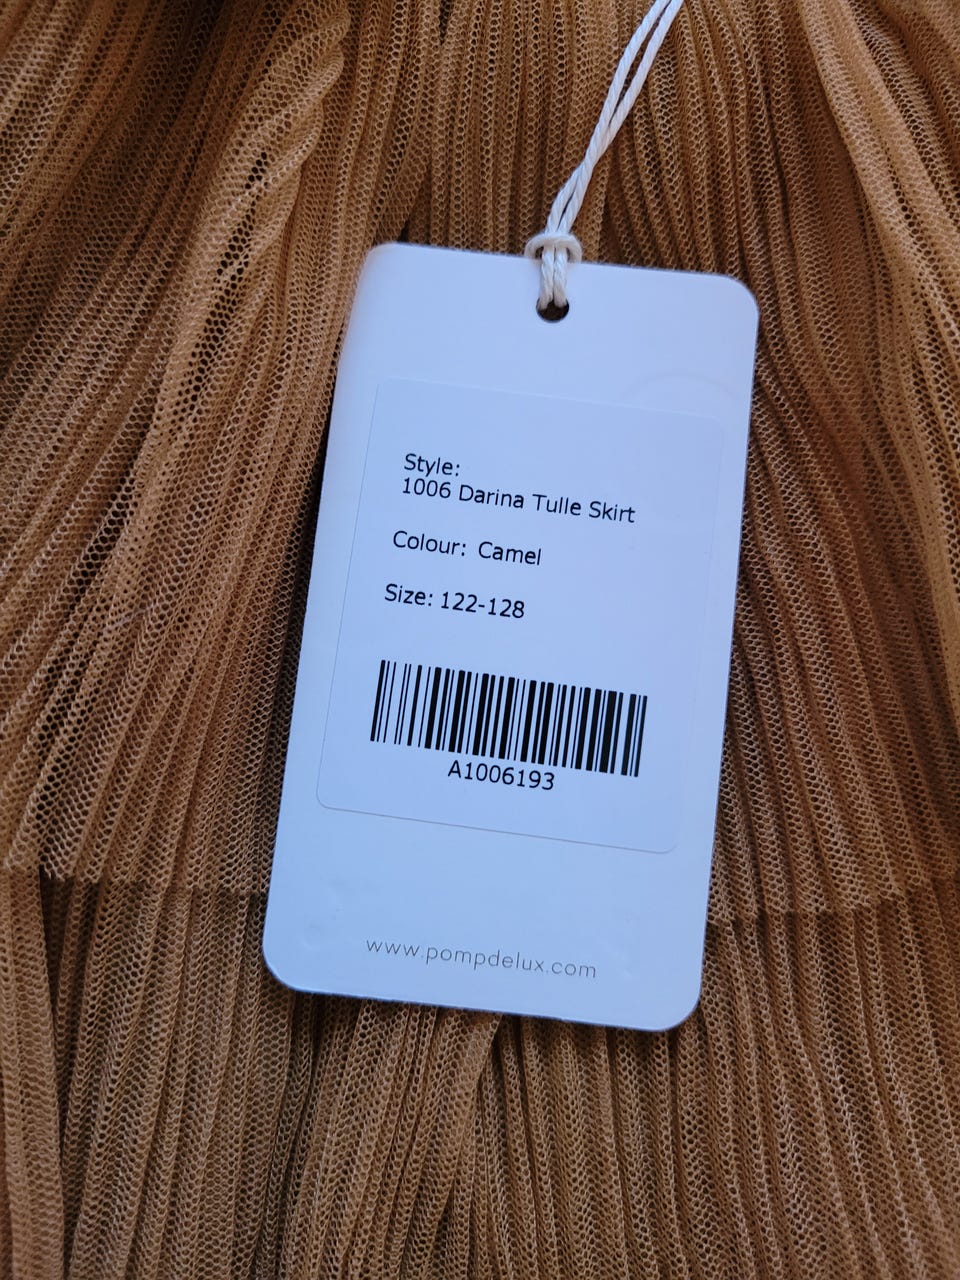 Style:
1006 Darina Tulle Skirt
Colour: Camel
Size: 122-128
A1006193
www.pompdelux.com